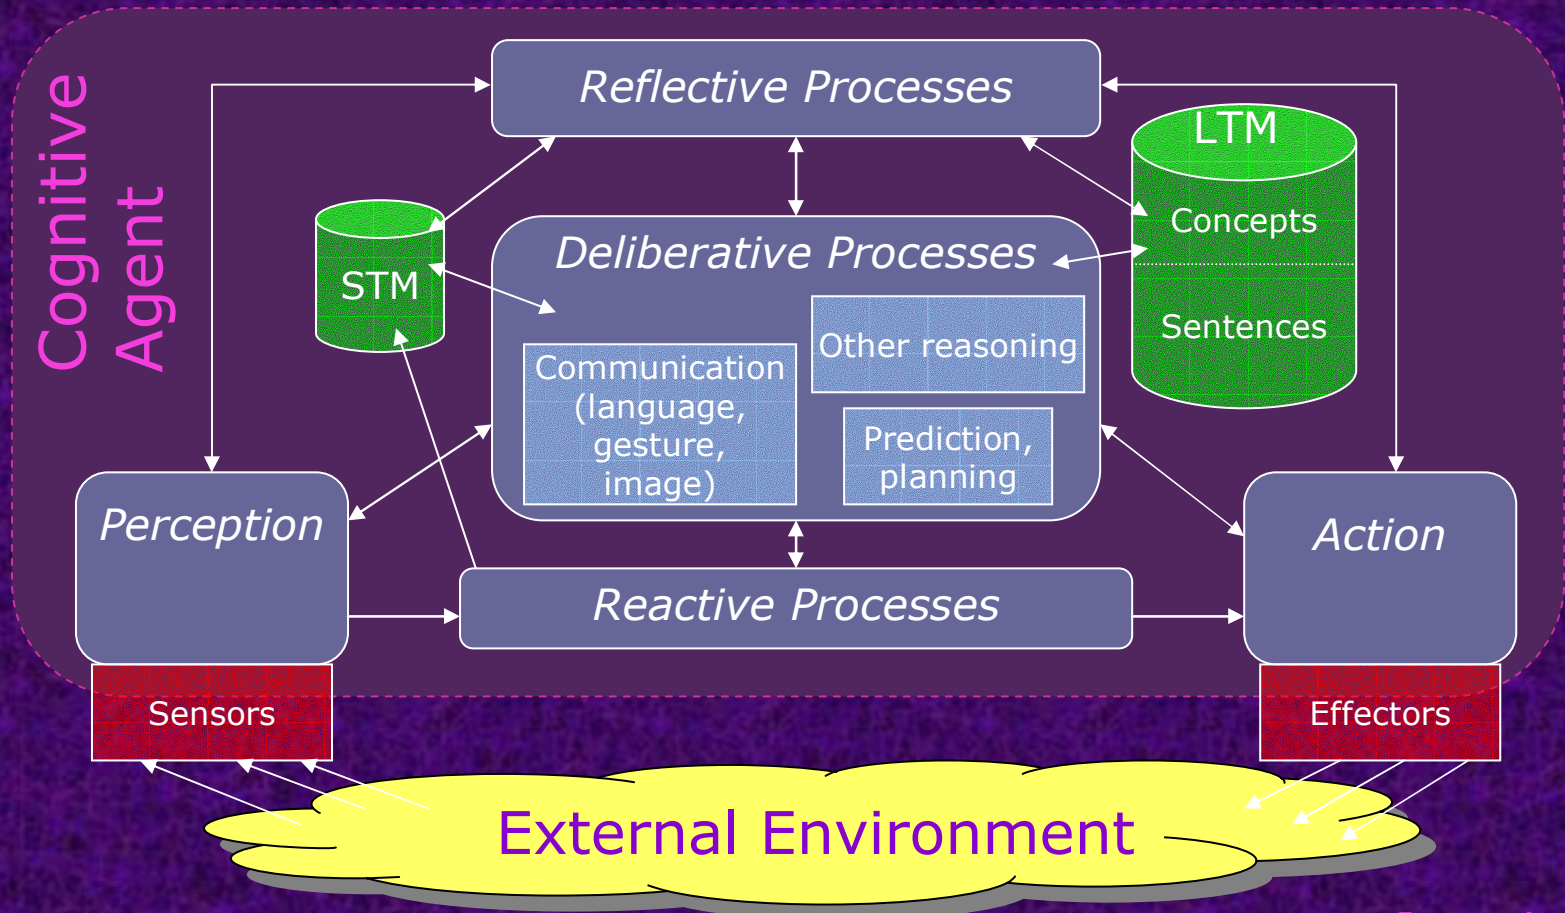 Cognitive
Agent
Reflective Processes
LTM
Concepts
Sentences
STM
Deliberative Processes
Other reasoning
Communication
(language,
gesture,
image)
Prediction,
planning
Perception
Action
Reactive Processes
Sensors
Effectors
External Environment